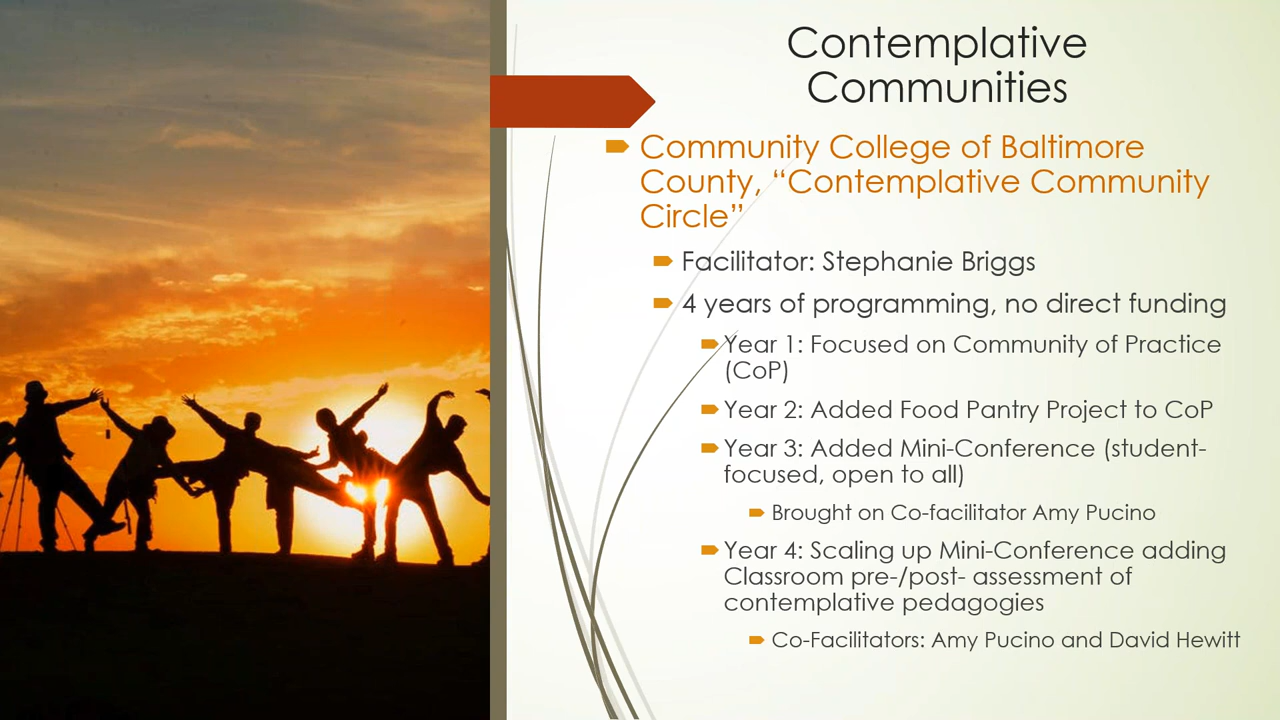 Contemplative
Communities
Community College of Baltimore
County, “Contemplative Community
Circle”
Facilitator: Stephanie Briggs
4 years of programming, no direct funding
Year 1: Focused on Community of Practice
(CoP)
Year 2: Added Food Pantry Project to CoP
Year 3: Added Mini-Conference (student-
focused, open to all)
Brought on Co-facilitator Amy Pucino
Year 4: Scaling up Mini-Conference adding
Classroom pre-/post- assessment of
contemplative pedagogies
Co-Facilitators: Amy Pucino and David Hewitt